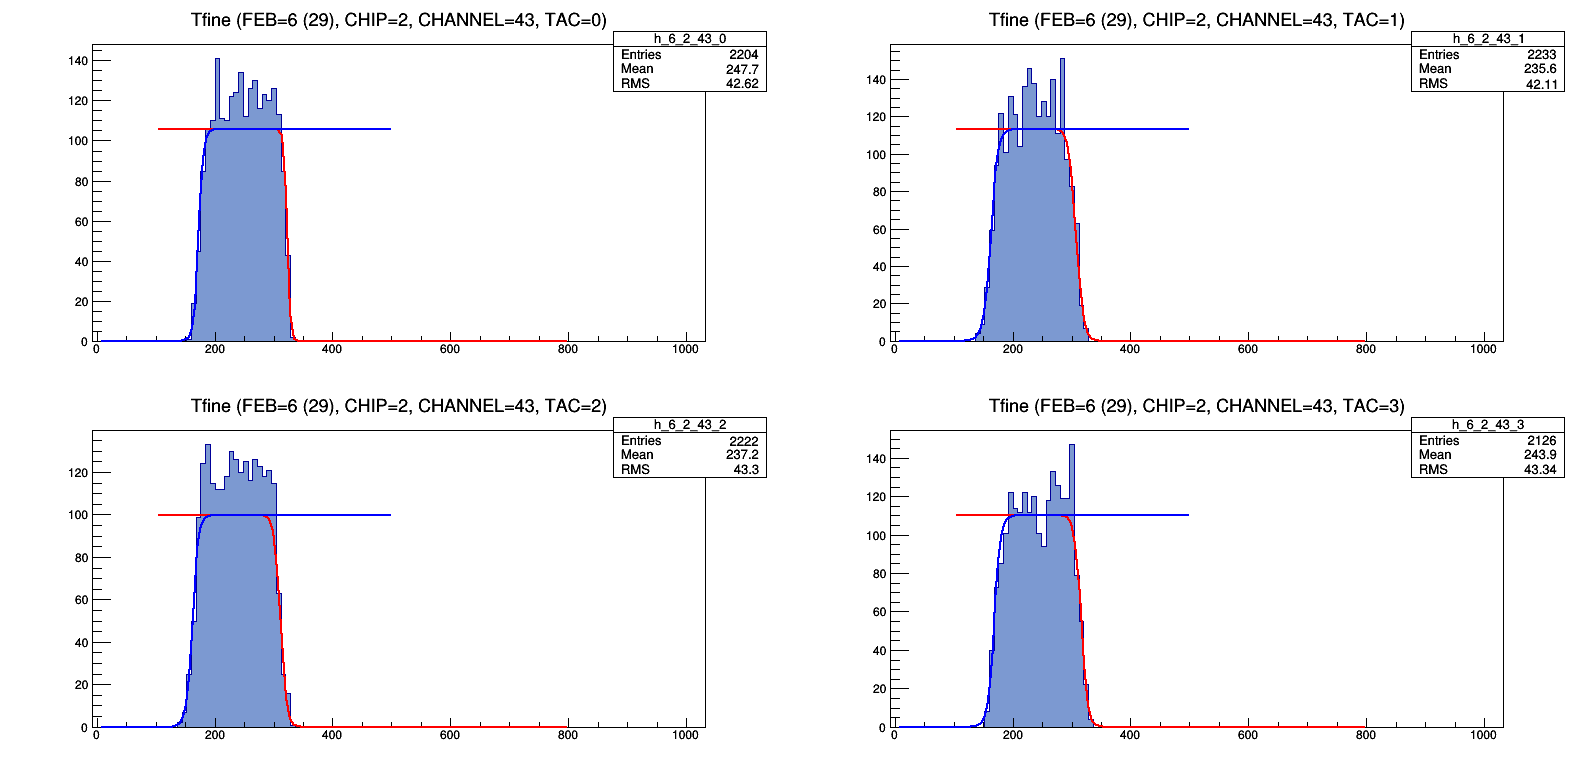 Tfine (FEB=6 (29), CHIP=2, CHANNEL=43, TAC=0)
h_6_2_43_0
Entries 2204
Mean 247.7
RMS 42.62
140
120
100
80
60
40
20
0
0 200 400 600 800 1000
Tfine (FEB=6 (29), CHIP=2, CHANNEL=43, TAC=1)
h_6_2_43_1
Entries 2233
Mean 235.6
RMS 42.11
140
120
100
80
60
40
20
0
0 200 400 600 800 1000
Tfine (FEB=6 (29), CHIP=2, CHANNEL=43, TAC=2)
h_6_2_43_2
Entries 2222
Mean 237.2
RMS 43.3
120
100
80
60
40
20
0
0 200 400 600 800 1000
Tfine (FEB=6 (29), CHIP=2, CHANNEL=43, TAC=3)
h_6_2_43_3
Entries 2126
Mean 243.9
RMS 43.34
140
120
100
80
60
40
20
0
0 200 400 600 800 1000